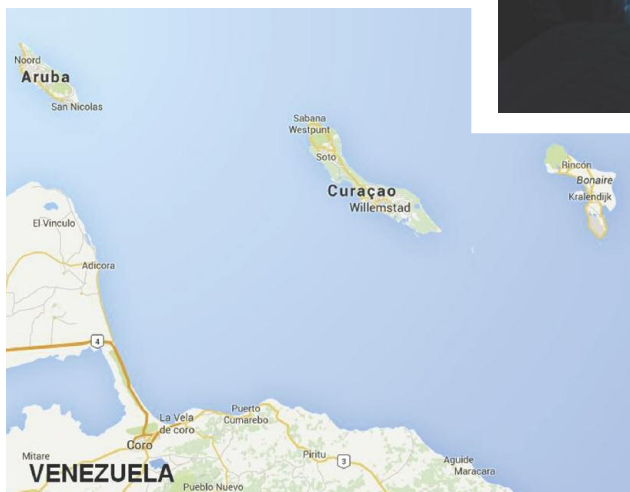 Noord
Aruba
San Nicolas
Sabana
Westpunt
Soto
Curaçao
Willemstad
Rincon
Bonaire
Kralendijk
El Vinculo
Adicora
4
La Vela
de coro
Puerto
Cumarebo
Coro
Mitare
Piritu
3
Aguide
Maracara
VENEZUELA
Pueblo Nuevo